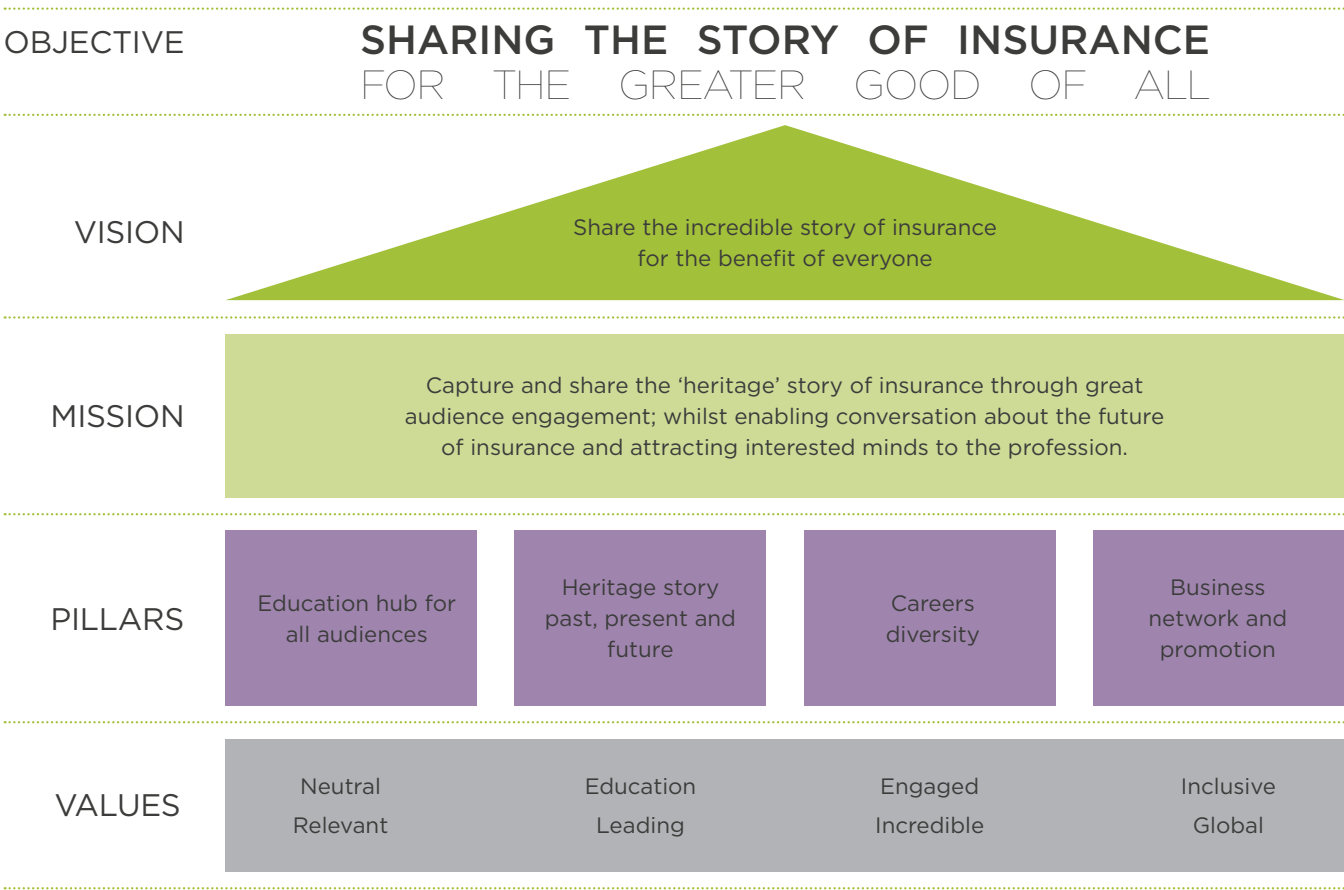 OBJECTIVE
SHARING THE STORY OF INSURANCE
FOR THE GREATER GOOD OF ALL
VISION
Share the incredible story of insurance
for the benefit of everyone
MISSION
Capture and share the ‘heritage’ story of insurance through great
audience engagement; whilst enabling conversation about the future
of insurance and attracting interested minds to the profession.
PILLARS
Education hub for
all audiences
Heritage story
past, present and
future
Careers
diversity
Business
network and
promotion
VALUES
Neutral
Relevant
Education
Leading
Engaged
Incredible
Inclusive
Global